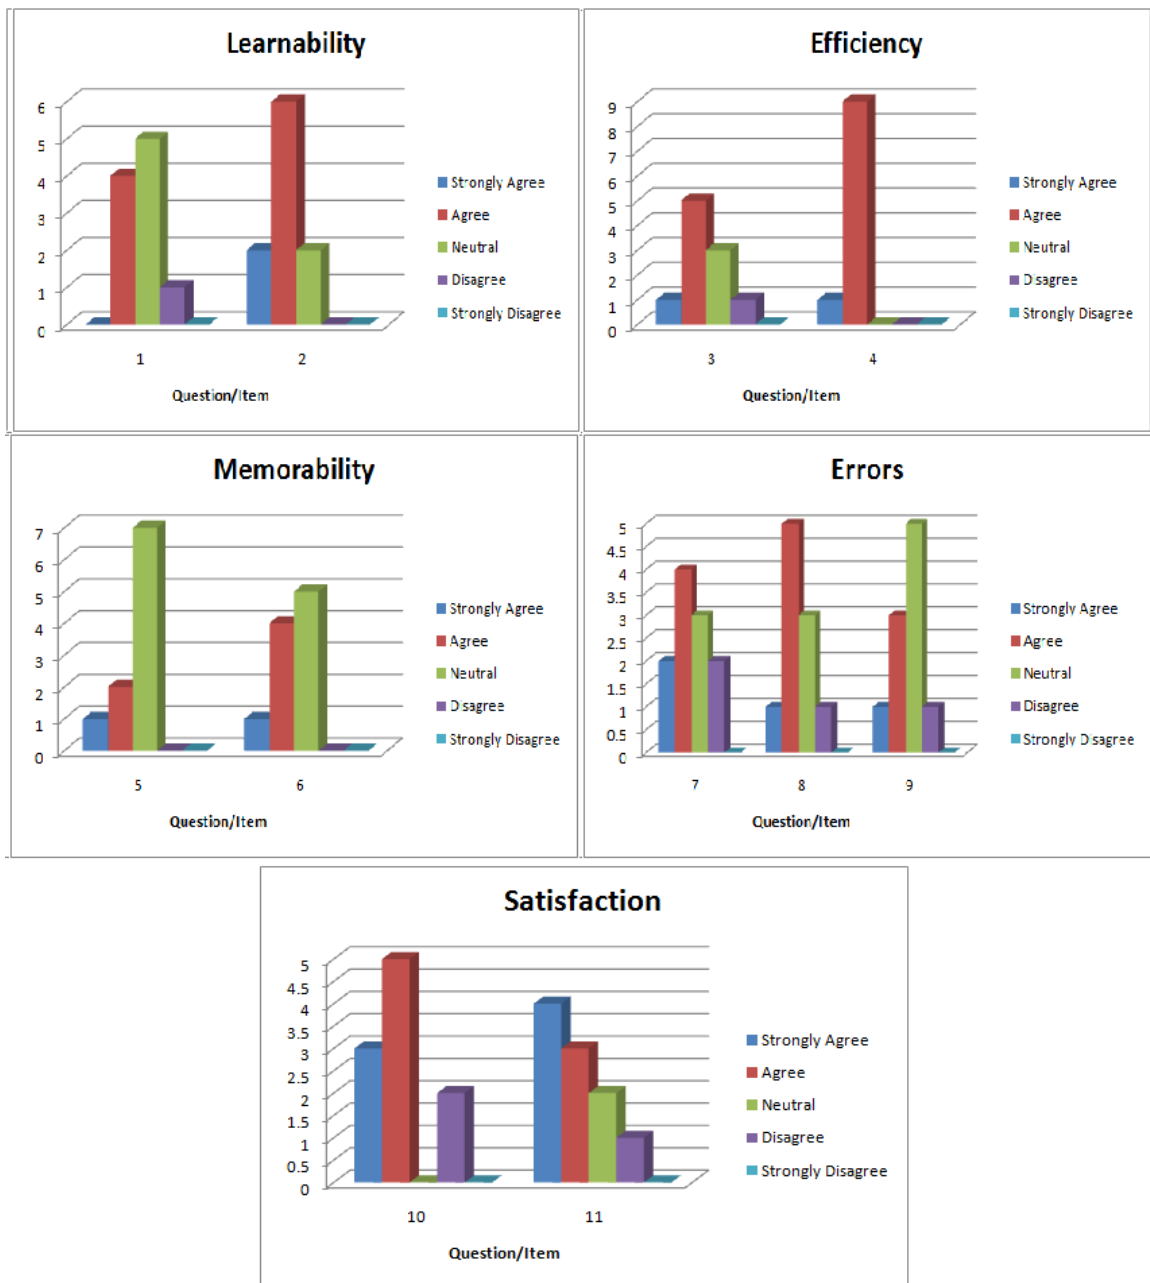 Learnability
6
5
4
3
2
1
0
1 2
Question/Item
Strongly Agree
Agree
Neutral
Disagree
Strongly Disagree
Efficiency
9
8
7
6
5
4
3
2
1
0
3 4
Question/Item
Strongly Agree
Agree
Neutral
Disagree
Strongly Disagree
Memorability
7
6
5
4
3
2
1
0
5 6
Question/Item
Strongly Agree
Agree
Neutral
Disagree
Strongly Disagree
Errors
5
4.5
4
3.5
3
2.5
2
1.5
1
0.5
0
7 8 9
Question/Item
Strongly Agree
Agree
Neutral
Disagree
Strongly Disagree
Satisfaction
5
4.5
4
3.5
3
2.5
2
1.5
1
0.5
0
10 11
Question/Item
Strongly Agree
Agree
Neutral
Disagree
Strongly Disagree